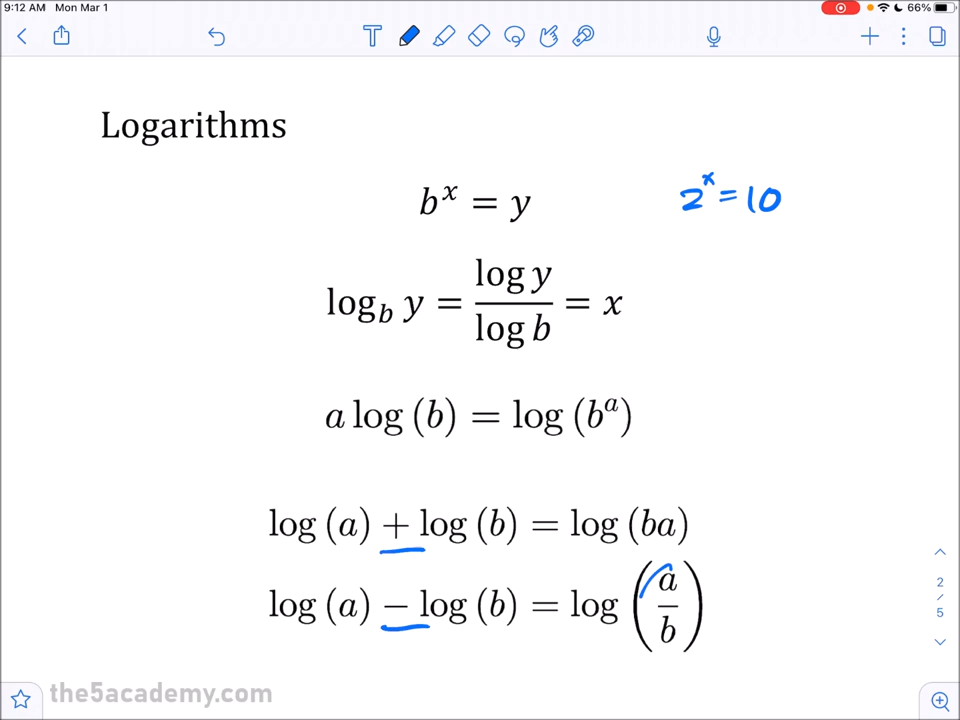 9:12 AM Mon Mar 1 66%
Logarithms
b^x = y 2^x = 10
log_b y = log y / log b = x
a log (b) = log (b^a)
log (a) + log (b) = log (ba)
log (a) − log (b) = log (a/b)
2 / 5
the5academy.com